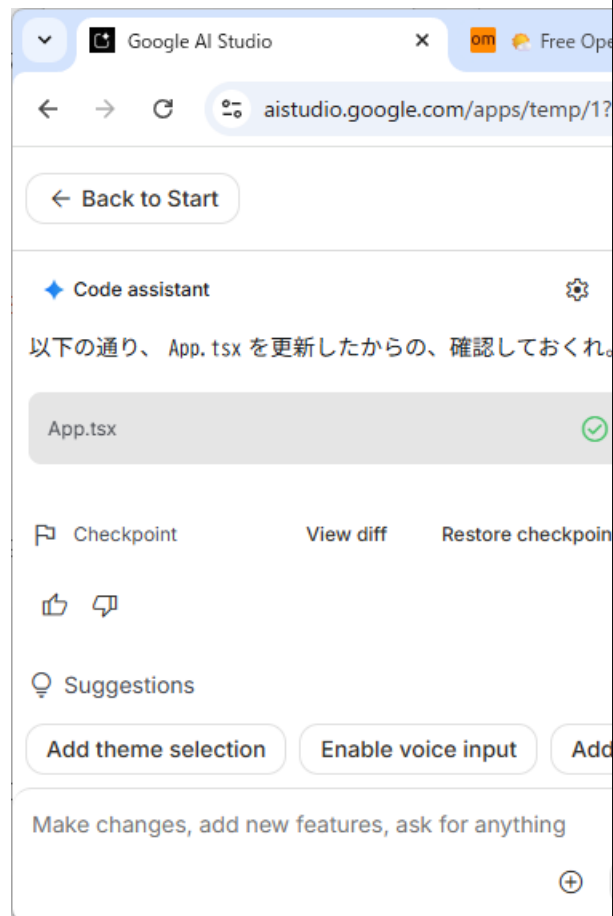 Google AI Studio
om
Free Ope
aistudio.google.com/apps/temp/1?
Back to Start
Code assistant
以下の通り、 App.tsx を更新したからの、確認しておくれ。
App.tsx
Checkpoint
View diff
Restore checkpoin
Suggestions
Add theme selection
Enable voice input
Add
Make changes, add new features, ask for anything